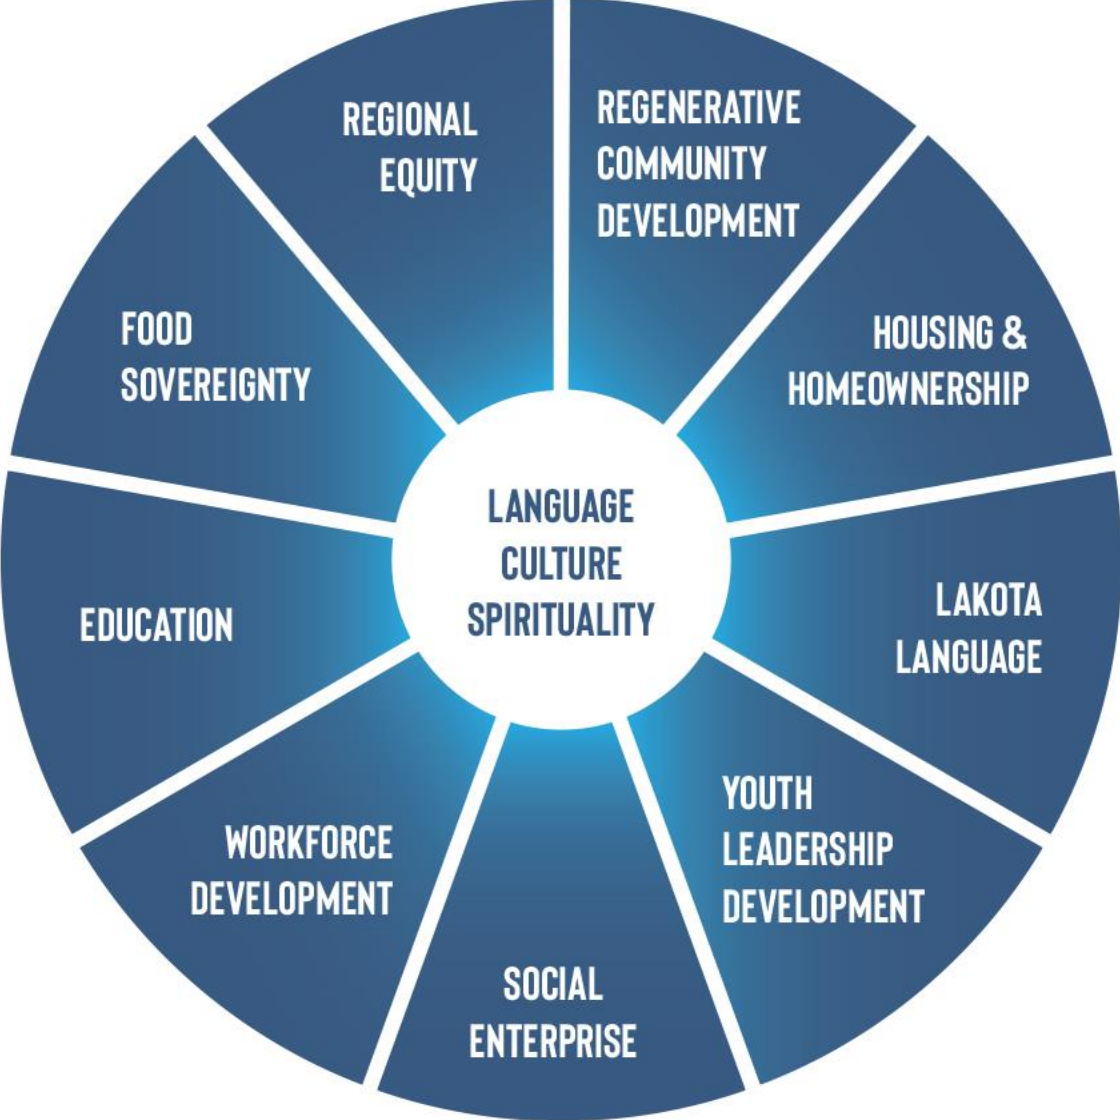 REGIONAL
EQUITY
REGENERATIVE
COMMUNITY
DEVELOPMENT
HOUSING &
HOMEOWNERSHIP
LAKOTA
LANGUAGE
YOUTH
LEADERSHIP
DEVELOPMENT
SOCIAL
ENTERPRISE
WORKFORCE
DEVELOPMENT
EDUCATION
FOOD
SOVEREIGNTY
LANGUAGE
CULTURE
SPIRITUALITY